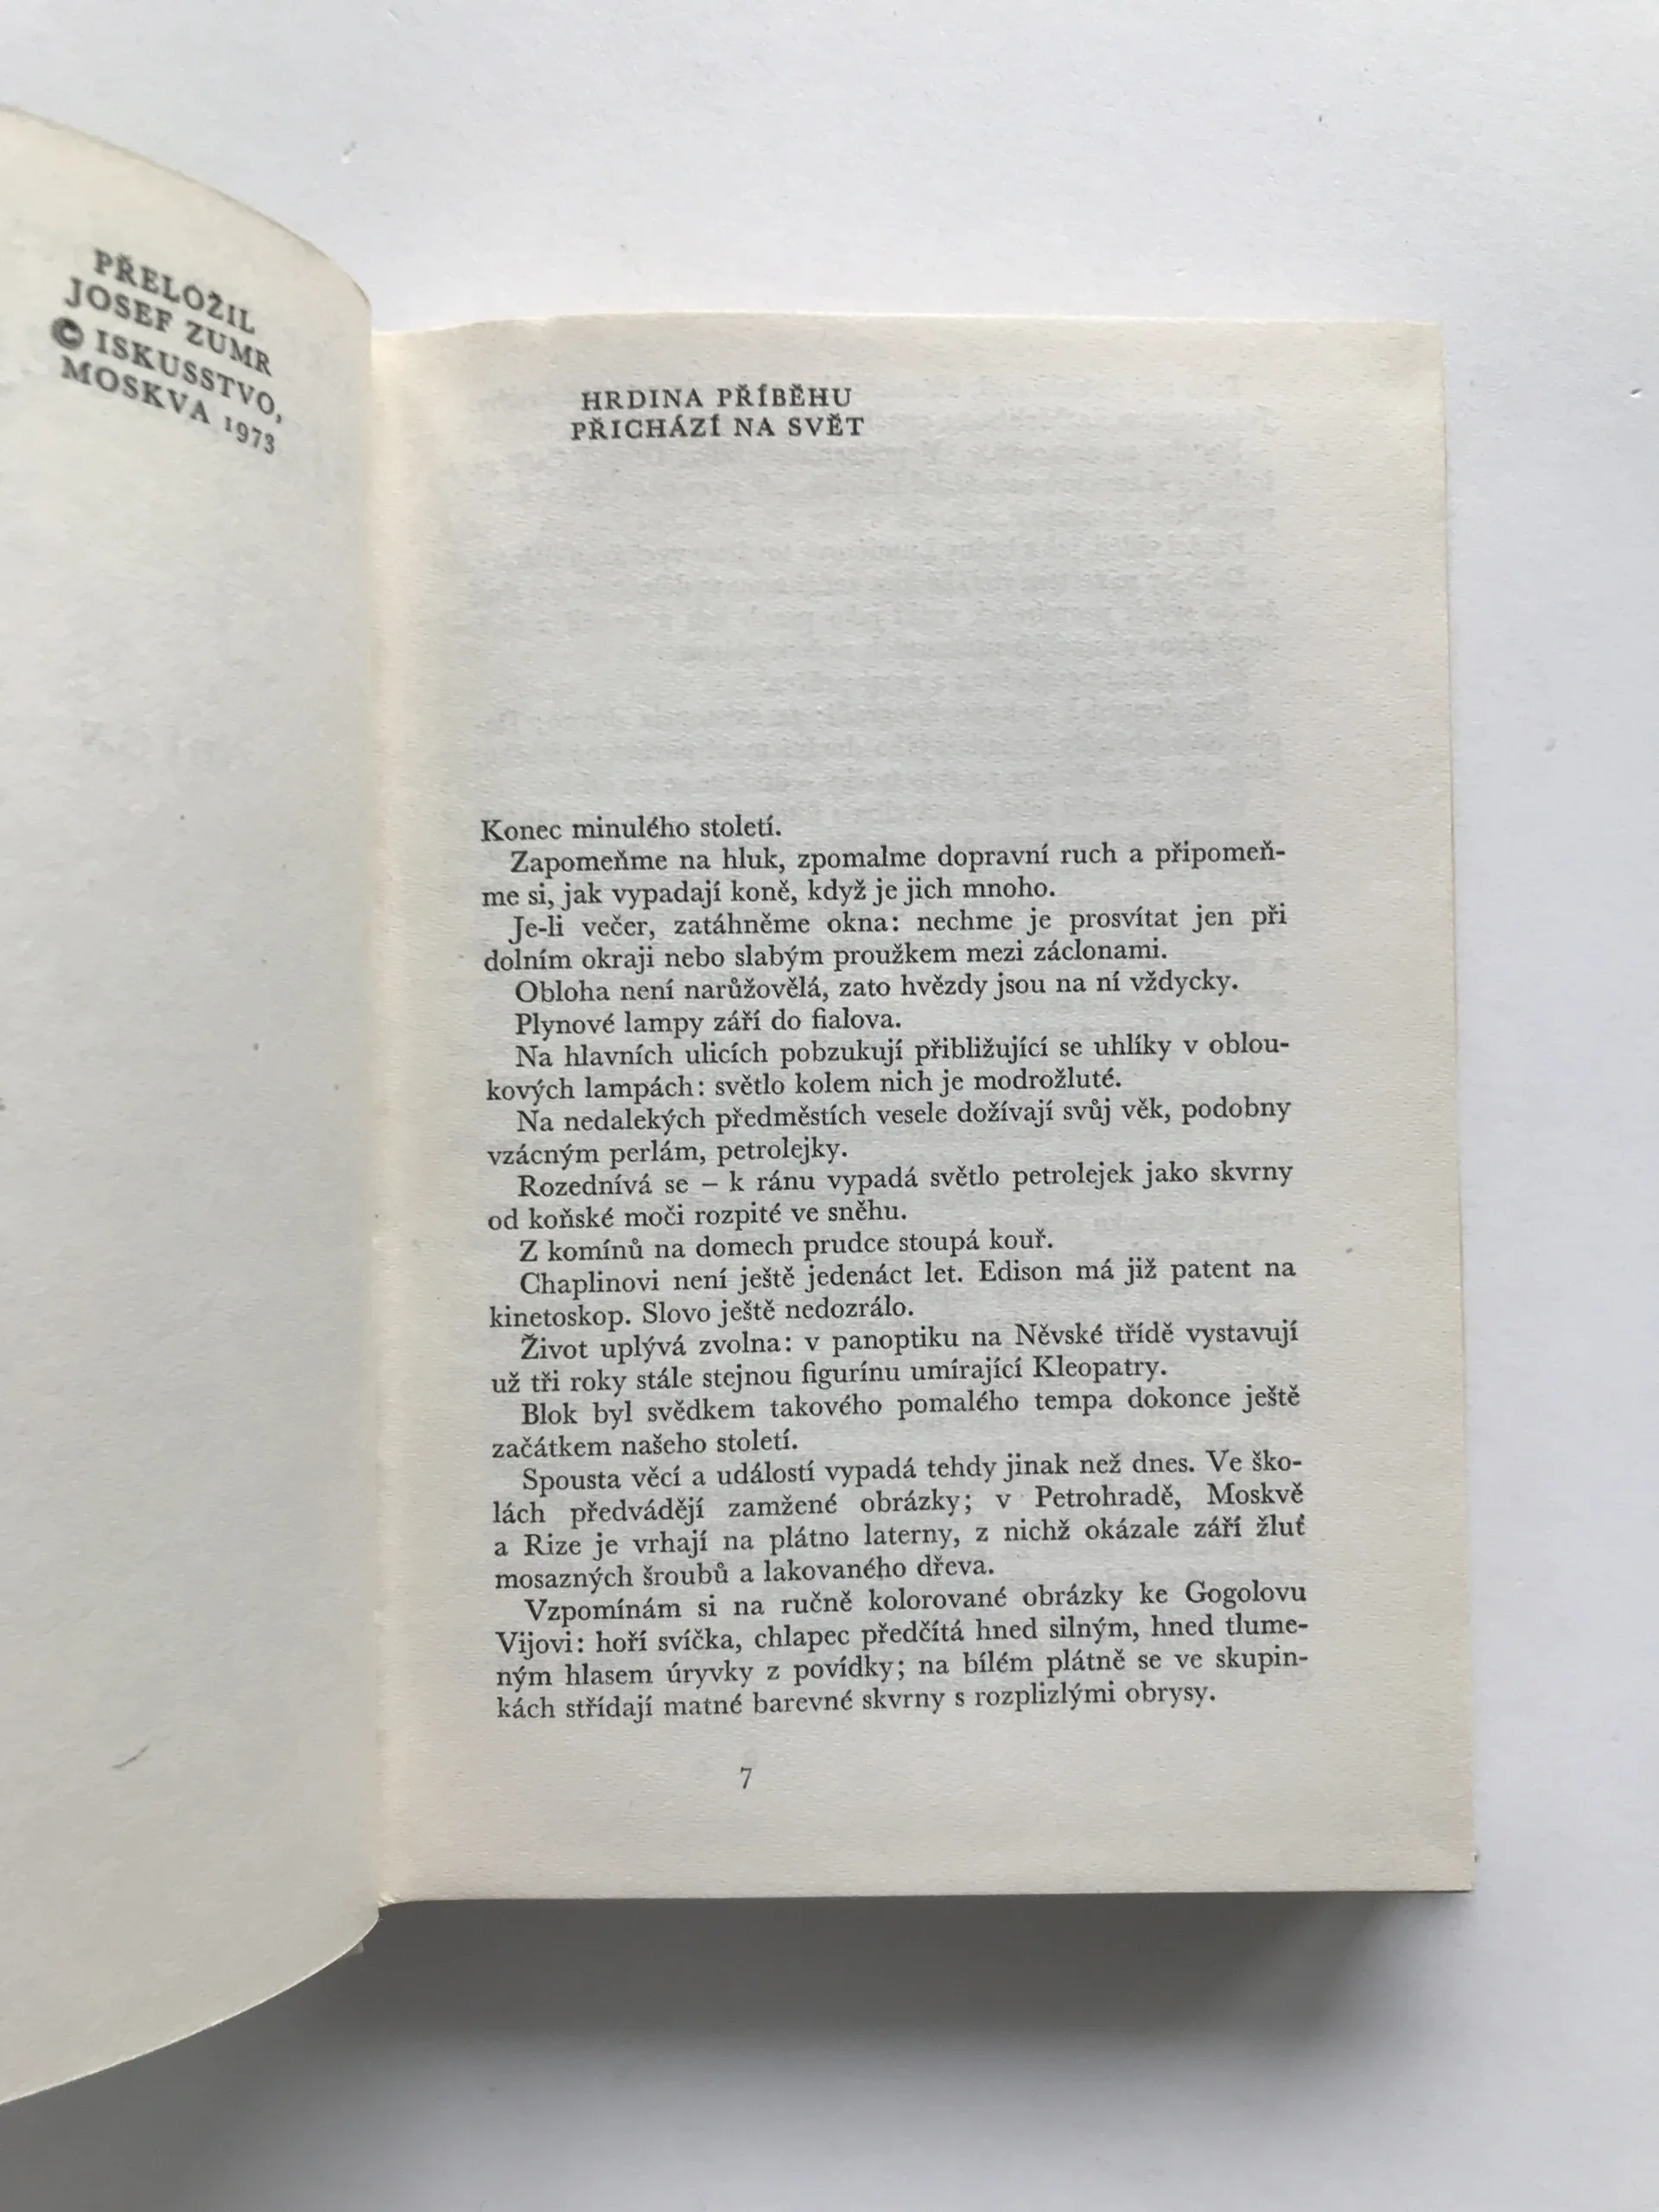 PŘELOŽIL
JOSEF ZUMR
© ISKUSSTVO,
MOSKVA 1973
HRDINA PŘÍBĚHU
PŘICHÁZÍ NA SVĚT
Konec minulého století.
Zapomeňme na hluk, zpomalme dopravní ruch a připomeň-
me si, jak vypadají koně, když je jich mnoho.
Je-li večer, zatáhněme okna: nechme je prosvítat jen při
dolním okraji nebo slabým proužkem mezi záclonami.
Obloha není narůžovělá, zato hvězdy jsou na ní vždycky.
Plynové lampy září do fialova.
Na hlavních ulicích pobzukují přibližující se uhlíky v oblou-
kových lampách: světlo kolem nich je modrožluté.
Na nedalekých předměstích vesele dožívají svůj věk, podobny
vzácným perlám, petrolejky.
Rozednívá se – k ránu vypadá světlo petrolejek jako skvrny
od koňské moči rozpité ve sněhu.
Z komínů na domech prudce stoupá kouř.
Chaplinovi není ještě jedenáct let. Edison má již patent na
kinetoskop. Slovo ještě nedozrálo.
Život uplývá zvolna: v panoptiku na Něvské třídě vystavují
už tři roky stále stejnou figurínu umírající Kleopatry.
Blok byl svědkem takového pomalého tempa dokonce ještě
začátkem našeho století.
Spousta věcí a událostí vypadá tehdy jinak než dnes. Ve ško-
lách předvádějí zamžené obrázky; v Petrohradě, Moskvě
a Rize je vrhají na plátno laterny, z nichž okázale září žluť
mosazných šroubů a lakovaného dřeva.
Vzpomínám si na ručně kolorované obrázky ke Gogolovu
Vijovi: hoří svíčka, chlapec předčítá hned silným, hned tlume-
ným hlasem úryvky z povídky; na bílém plátně se ve skupin-
kách střídají matné barevné skvrny s rozplizlými obrysy.
7